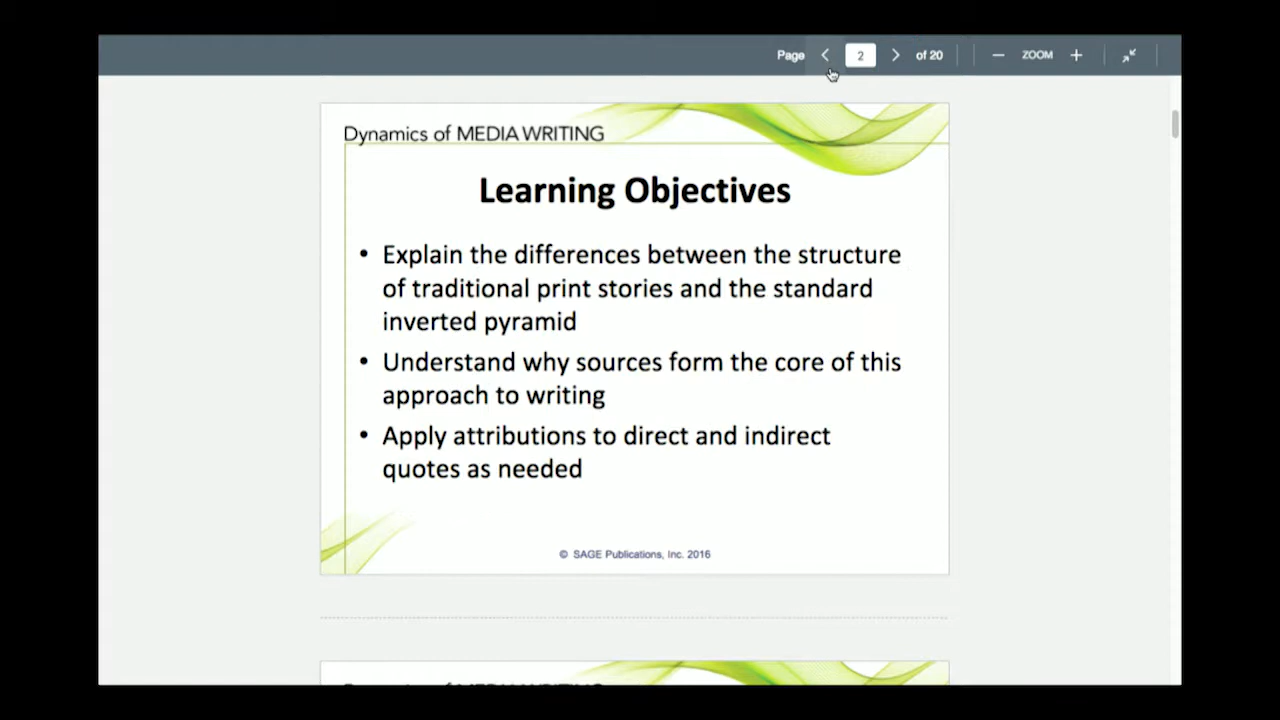 Page 2 of 20 ZOOM
Dynamics of MEDIA WRITING
Learning Objectives
• Explain the differences between the structure
of traditional print stories and the standard
inverted pyramid
• Understand why sources form the core of this
approach to writing
• Apply attributions to direct and indirect
quotes as needed
© SAGE Publications, Inc. 2016